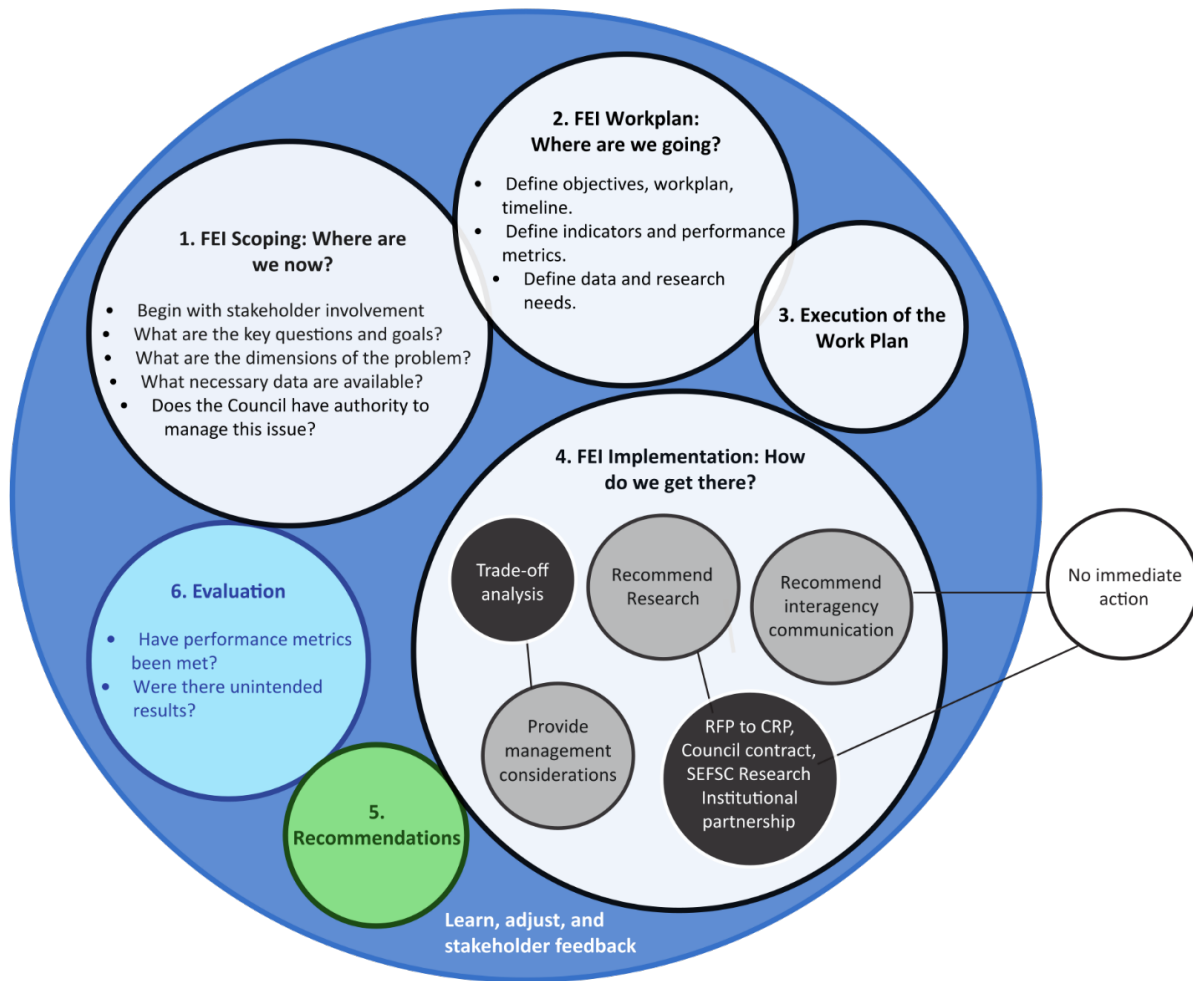 1. FEI Scoping: Where are
we now?
• Begin with stakeholder involvement
• What are the key questions and goals?
• What are the dimensions of the problem?
• What necessary data are available?
• Does the Council have authority to
manage this issue?
2. FEI Workplan:
Where are we going?
• Define objectives, workplan,
timeline.
• Define indicators and performance
metrics.
• Define data and research
needs.
3. Execution of the
Work Plan
4. FEI Implementation: How
do we get there?
Trade-off
analysis
Recommend
Research
Recommend
interagency
communication
No immediate
action
Provide
management
considerations
RFP to CRP,
Council contract,
SEFSC Research
Institutional
partnership
5.
Recommendations
6. Evaluation
• Have performance metrics
been met?
• Were there unintended
results?
Learn, adjust, and
stakeholder feedback